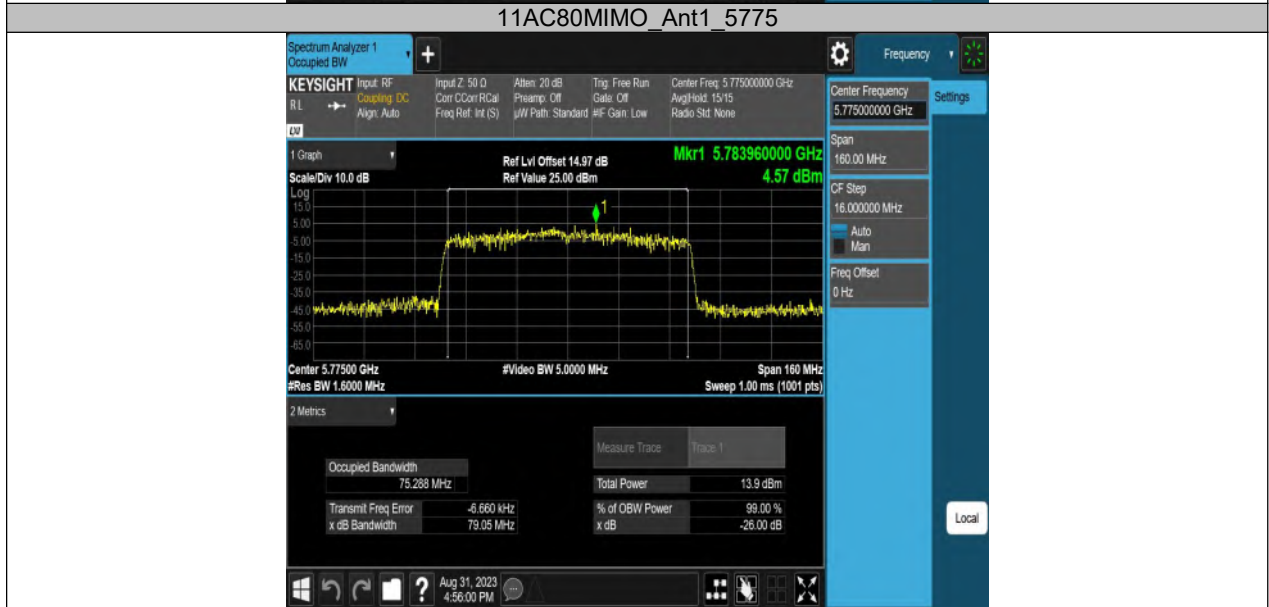 11AC80MIMO_Ant1_5775
Spectrum Analyzer 1
Occupied BW
+
Frequency
KEYSIGHT Input: RF Input Z: 50 Ω Atten: 20 dB Trig: Free Run Center Freq: 5.775000000 GHz
RL Coupling: DC Corr CCorr RCal Preamp: Off Gate: Off Avg|Hold: 15/15
Align: Auto Freq Ref: Int (S) µW Path: Standard #IF Gain: Low Radio Std: None
LXI
Center Frequency
5.775000000 GHz
Settings
Span
160.00 MHz
CF Step
16.000000 MHz
Auto
Man
Freq Offset
0 Hz
1 Graph
Ref Lvl Offset 14.97 dB
Mkr1 5.783960000 GHz
Scale/Div 10.0 dB
Ref Value 25.00 dBm
4.57 dBm
Log
15.0
5.00
-5.00
-15.0
-25.0
-35.0
-45.0
-55.0
-65.0
1
Center 5.77500 GHz #Video BW 5.0000 MHz Span 160 MHz
#Res BW 1.6000 MHz Sweep 1.00 ms (1001 pts)
2 Metrics
Measure Trace Trace 1
Occupied Bandwidth
75.288 MHz
Total Power 13.9 dBm
Transmit Freq Error -6.660 kHz % of OBW Power 99.00 %
x dB Bandwidth 79.05 MHz x dB -26.00 dB
Local
? Aug 31, 2023
4:56:00 PM